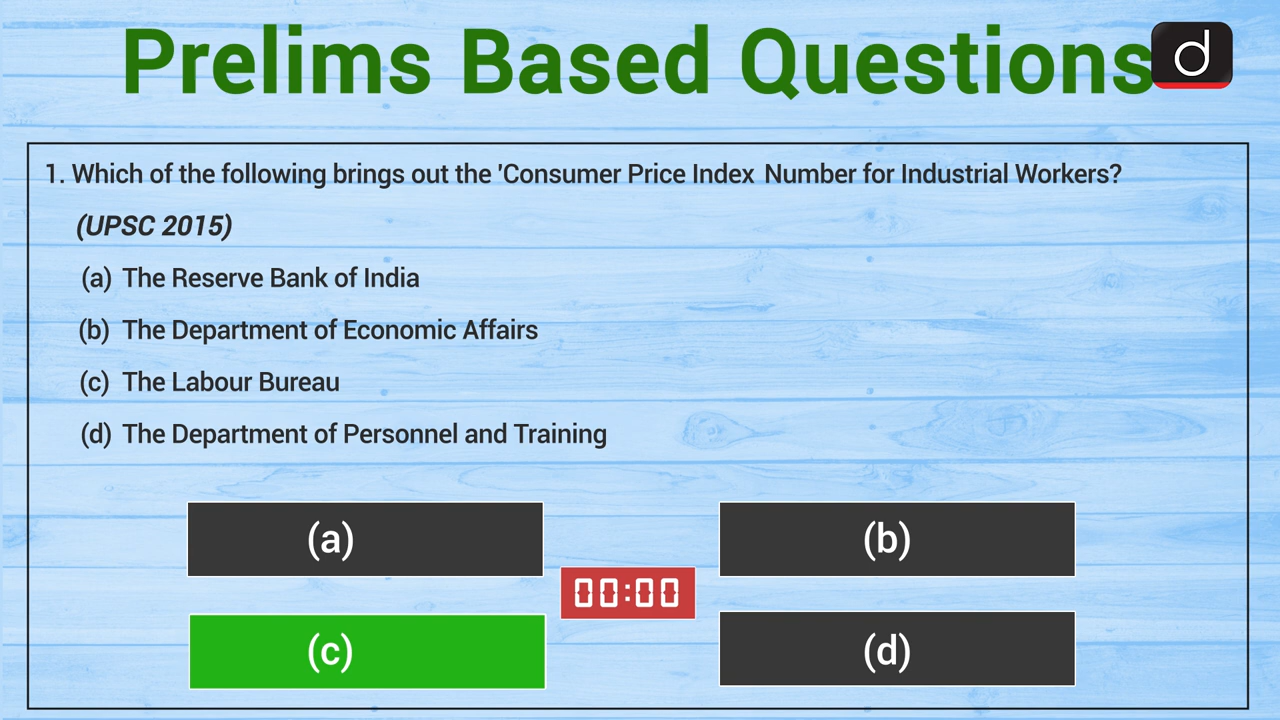 Prelims Based Questions
d
1. Which of the following brings out the 'Consumer Price Index Number for Industrial Workers?
(UPSC 2015)
(a) The Reserve Bank of India
(b) The Department of Economic Affairs
(c) The Labour Bureau
(d) The Department of Personnel and Training
(a)
(b)
00:00
(c)
(d)